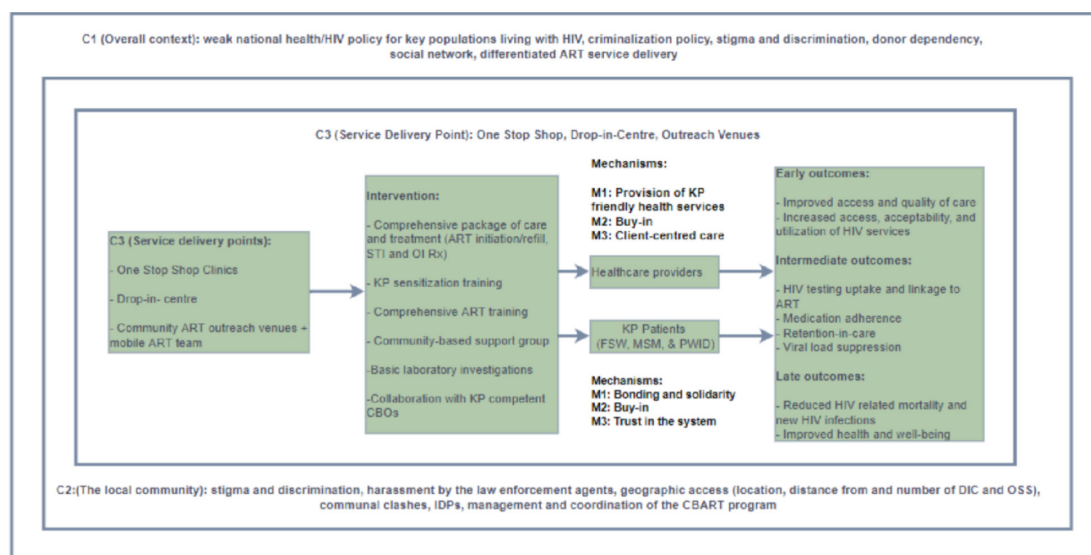 C1 (Overall context): weak national health/HIV policy for key populations living with HIV, criminalization policy, stigma and discrimination, donor dependency,
social network, differentiated ART service delivery
C3 (Service Delivery Point): One Stop Shop, Drop-in-Centre, Outreach Venues
C3 (Service delivery points):
- One Stop Shop Clinics
- Drop-in- centre
- Community ART outreach venues +
mobile ART team
Intervention:
- Comprehensive package of care
and treatment (ART initiation/refill,
STI and OI Rx)
- KP sensitization training
- Comprehensive ART training
- Community-based support group
-Basic laboratory investigations
-Collaboration with KP competent
CBOs
Mechanisms:
M1: Provision of KP
friendly health services
M2: Buy-in
M3: Client-centred care
Healthcare providers
KP Patients
(FSW, MSM, & PWID)
Mechanisms:
M1: Bonding and solidarity
M2: Buy-in
M3: Trust in the system
Early outcomes:
- Improved access and quality of care
- Increased access, acceptability, and
utilization of HIV services
Intermediate outcomes:
- HIV testing uptake and linkage to
ART
- Medication adherence
- Retention-in-care
- Viral load suppression
Late outcomes:
- Reduced HIV related mortality and
new HIV infections
- Improved health and well-being
C2:(The local community): stigma and discrimination, harassment by the law enforcement agents, geographic access (location, distance from and number of DIC and OSS),
communal clashes, IDPs, management and coordination of the CBART program